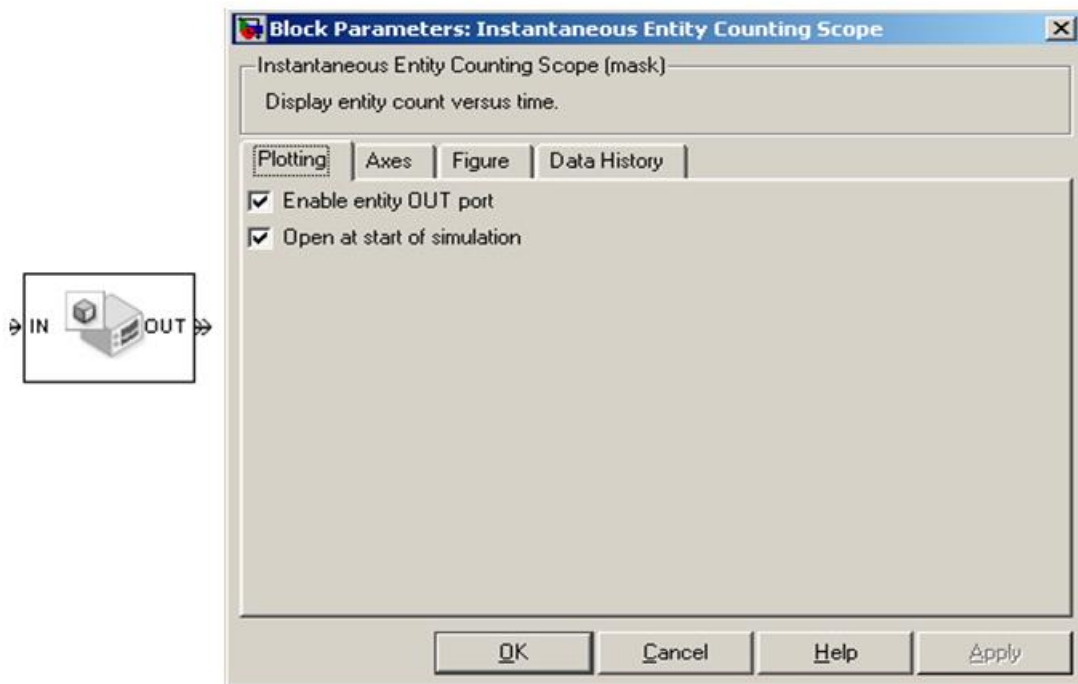 Block Parameters: Instantaneous Entity Counting Scope
Instantaneous Entity Counting Scope (mask)
Display entity count versus time.
Plotting Axes Figure Data History
Enable entity OUT port
Open at start of simulation
IN OUT
OK Cancel Help Apply